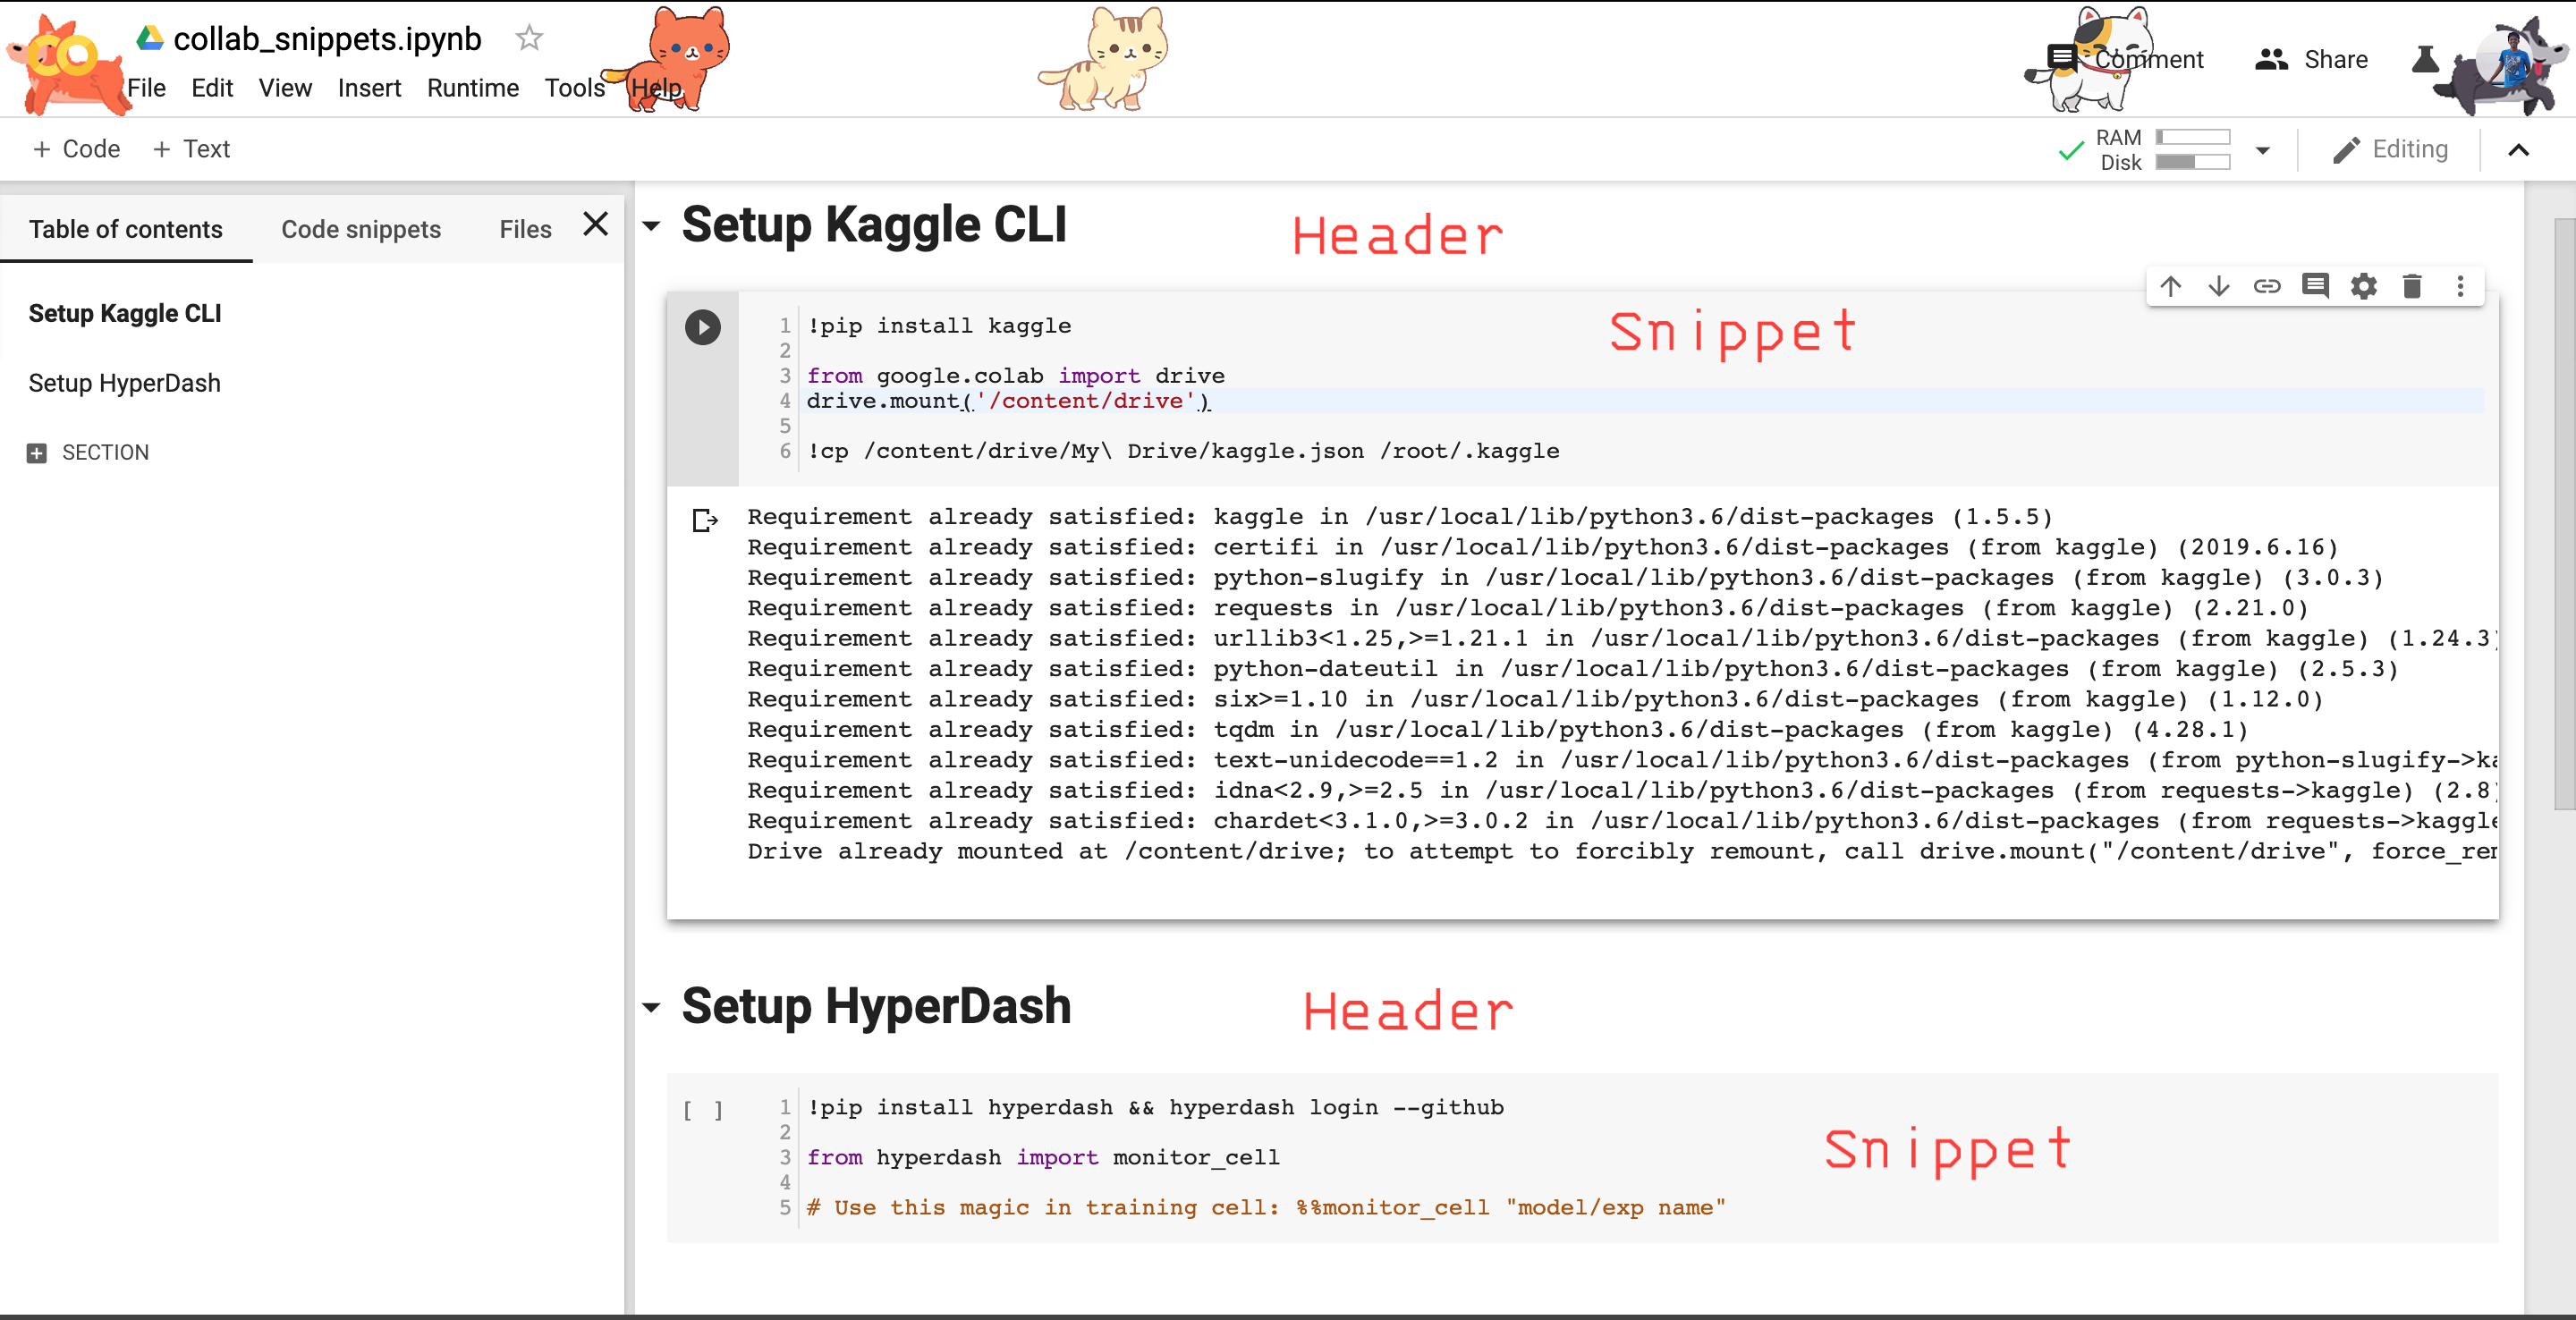 collab_snippets.ipynb
File Edit View Insert Runtime Tools Help
Comment Share
+ Code + Text
RAM
Disk
Editing
Table of contents Code snippets Files
Setup Kaggle CLI
Setup HyperDash
SECTION
Setup Kaggle CLI
Header
Snippet
1 !pip install kaggle
2
3 from google.colab import drive
4 drive.mount('/content/drive')
5
6 !cp /content/drive/My\ Drive/kaggle.json /root/.kaggle
Requirement already satisfied: kaggle in /usr/local/lib/python3.6/dist-packages (1.5.5)
Requirement already satisfied: certifi in /usr/local/lib/python3.6/dist-packages (from kaggle) (2019.6.16)
Requirement already satisfied: python-slugify in /usr/local/lib/python3.6/dist-packages (from kaggle) (3.0.3)
Requirement already satisfied: requests in /usr/local/lib/python3.6/dist-packages (from kaggle) (2.21.0)
Requirement already satisfied: urllib3<1.25,>=1.21.1 in /usr/local/lib/python3.6/dist-packages (from kaggle) (1.24.3)
Requirement already satisfied: python-dateutil in /usr/local/lib/python3.6/dist-packages (from kaggle) (2.5.3)
Requirement already satisfied: six>=1.10 in /usr/local/lib/python3.6/dist-packages (from kaggle) (1.12.0)
Requirement already satisfied: tqdm in /usr/local/lib/python3.6/dist-packages (from kaggle) (4.28.1)
Requirement already satisfied: text-unidecode==1.2 in /usr/local/lib/python3.6/dist-packages (from python-slugify->ka
Requirement already satisfied: idna<2.9,>=2.5 in /usr/local/lib/python3.6/dist-packages (from requests->kaggle) (2.8)
Requirement already satisfied: chardet<3.1.0,>=3.0.2 in /usr/local/lib/python3.6/dist-packages (from requests->kaggle
Drive already mounted at /content/drive; to attempt to forcibly remount, call drive.mount("/content/drive", force_rem
Setup HyperDash
Header
Snippet
[ ]
1 !pip install hyperdash && hyperdash login --github
2
3 from hyperdash import monitor_cell
4
5 # Use this magic in training cell: %%monitor_cell "model/exp name"